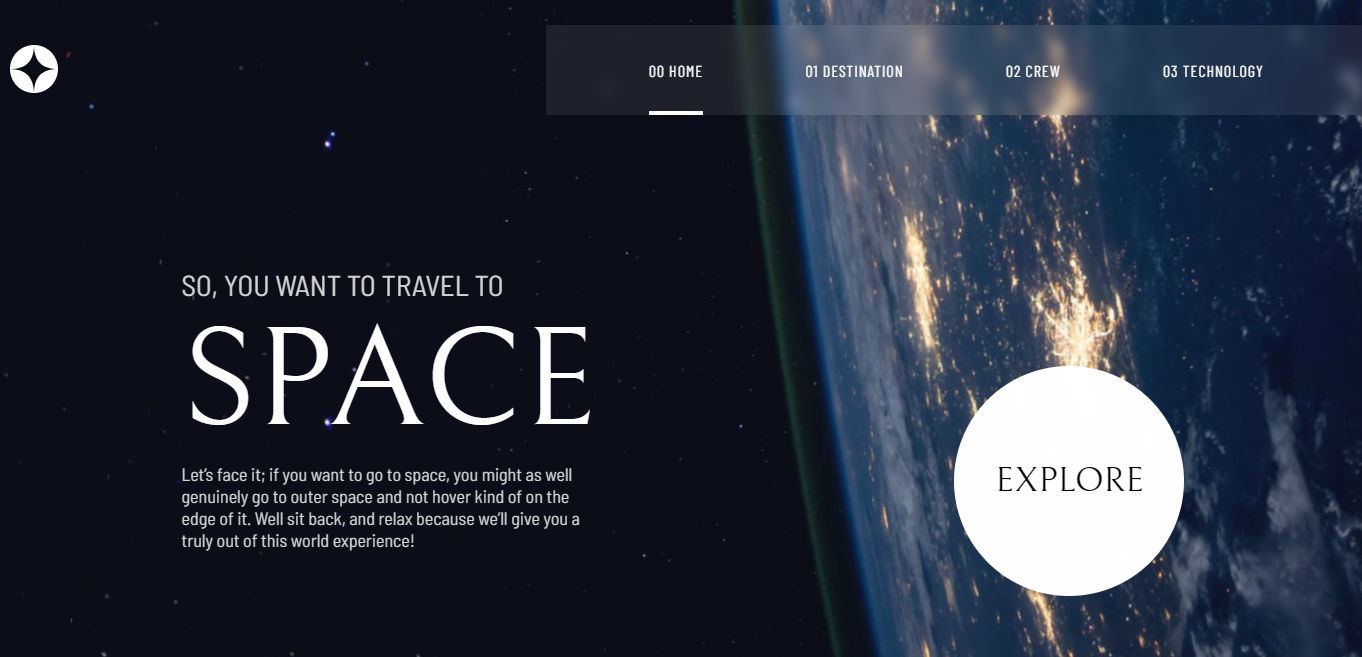 00 HOME
01 DESTINATION
02 CREW
03 TECHNOLOGY
SO, YOU WANT TO TRAVEL TO
SPACE
Let’s face it; if you want to go to space, you might as well
genuinely go to outer space and not hover kind of on the
edge of it. Well sit back, and relax because we’ll give you a
truly out of this world experience!
EXPLORE